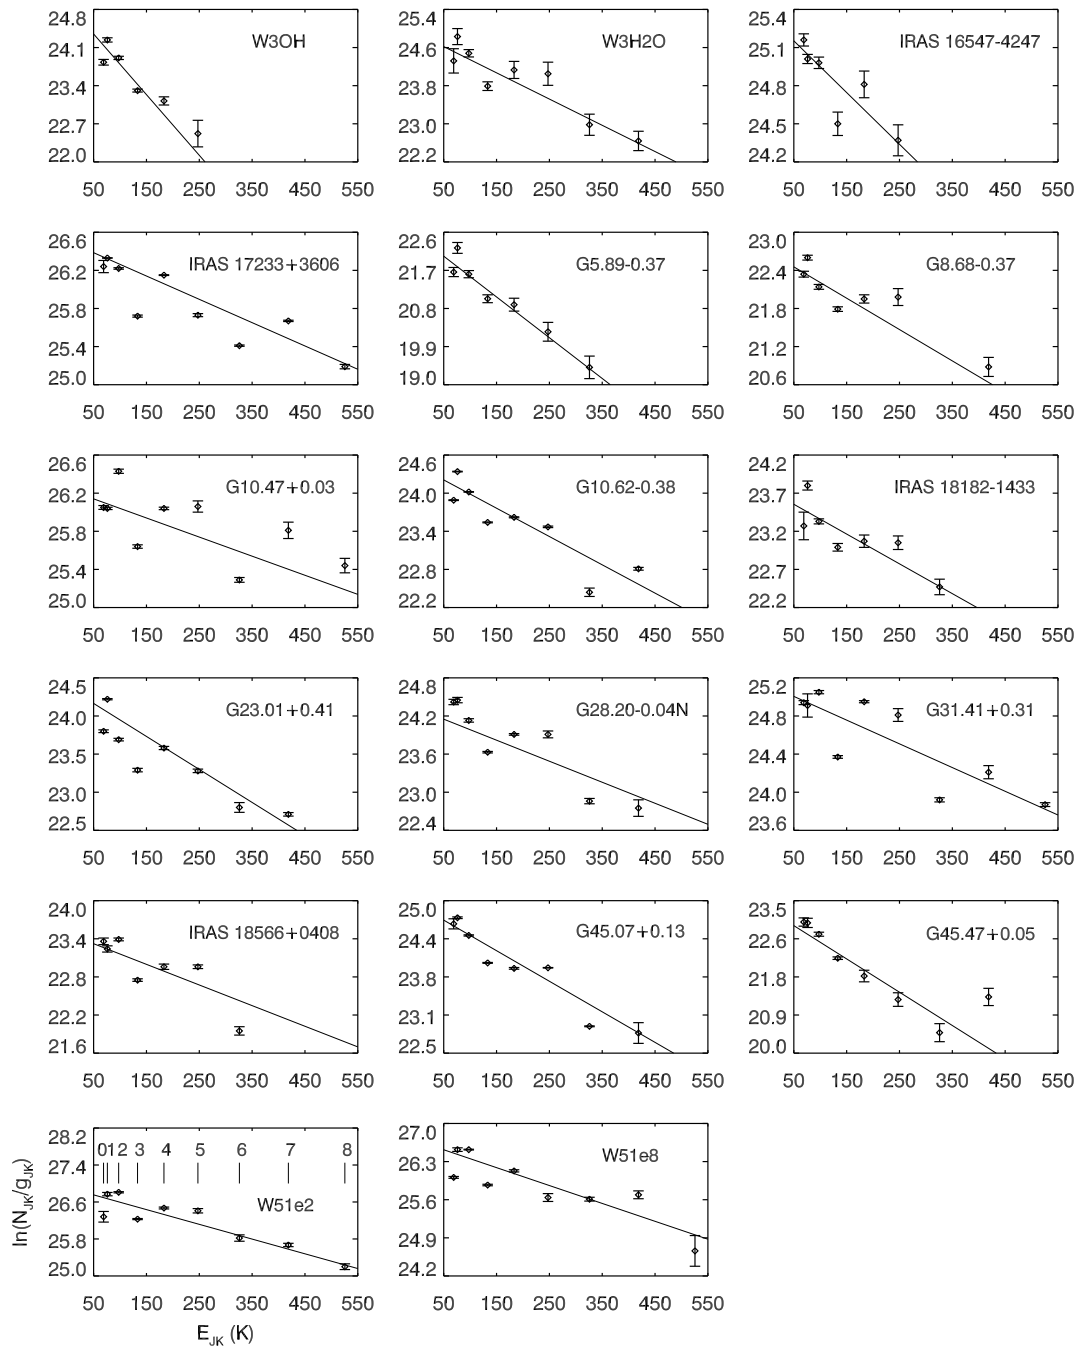 24.8
24.1
23.4
22.7
22.0
W3OH
50 150 250 350 450 550
25.4
24.6
23.8
23.0
22.2
W3H2O
50 150 250 350 450 550
25.4
25.1
24.8
24.5
24.2
IRAS 16547-4247
50 150 250 350 450 550
26.6
26.2
25.8
25.4
25.0
IRAS 17233+3606
50 150 250 350 450 550
22.6
21.7
20.8
19.9
19.0
G5.89-0.37
50 150 250 350 450 550
23.0
22.4
21.8
21.2
20.6
G8.68-0.37
50 150 250 350 450 550
26.6
26.2
25.8
25.4
25.0
G10.47+0.03
50 150 250 350 450 550
24.6
24.0
23.4
22.8
22.2
G10.62-0.38
50 150 250 350 450 550
24.2
23.7
23.2
22.7
22.2
IRAS 18182-1433
50 150 250 350 450 550
24.5
24.0
23.5
23.0
22.5
G23.01+0.41
50 150 250 350 450 550
24.8
24.2
23.6
23.0
22.4
G28.20-0.04N
50 150 250 350 450 550
25.2
24.8
24.4
24.0
23.6
G31.41+0.31
50 150 250 350 450 550
24.0
23.4
22.8
22.2
21.6
IRAS 18566+0408
50 150 250 350 450 550
25.0
24.4
23.8
23.1
22.5
G45.07+0.13
50 150 250 350 450 550
23.5
22.6
21.8
20.9
20.0
G45.47+0.05
50 150 250 350 450 550
28.2
27.4
26.6
25.8
25.0
0 1 2 3 4 5 6 7 8
W51e2
50 150 250 350 450 550
ln(N_JK/g_JK)
E_JK (K)
27.0
26.3
25.6
24.9
24.2
W51e8
50 150 250 350 450 550